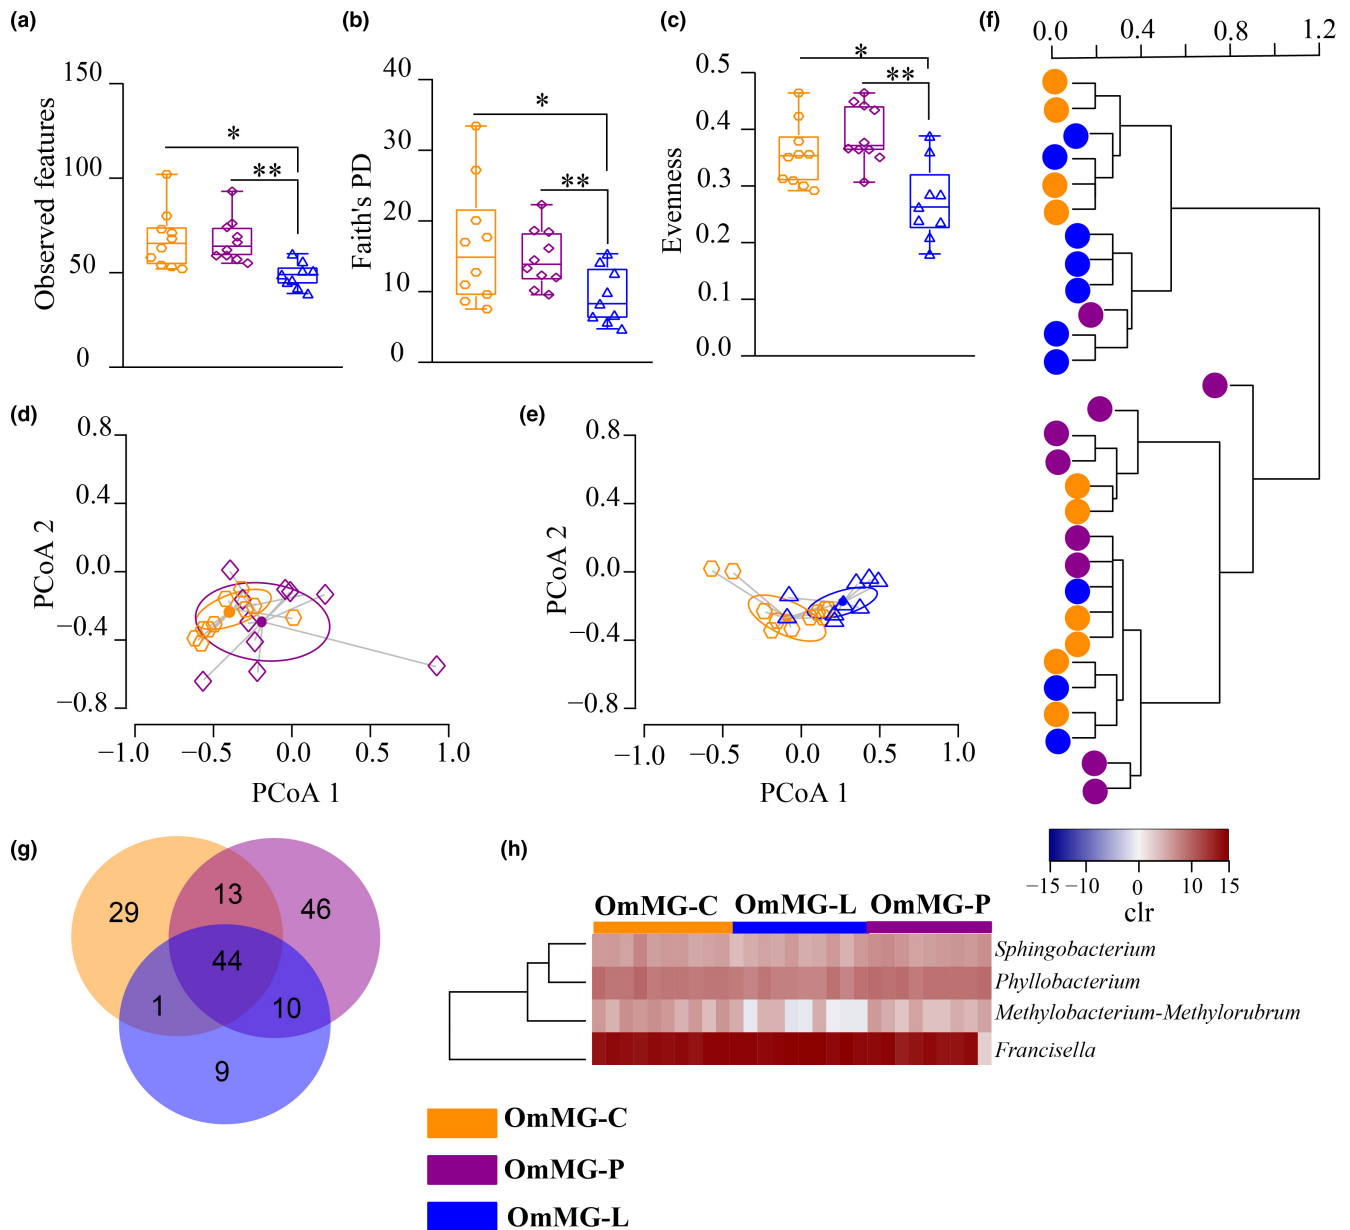 (a)
Observed features
150
100
50
0
*
**
(b)
Faith's PD
40
30
20
10
0
*
**
(c)
Evenness
0.5
0.4
0.3
0.2
0.1
0.0
*
**
(f)
0.0 0.4 0.8 1.2
(d)
PCoA 2
0.8
0.4
0.0
−0.4
−0.8
−1.0 −0.5 0.0 0.5 1.0
PCoA 1
(e)
PCoA 2
0.8
0.4
0.0
−0.4
−0.8
−1.0 −0.5 0.0 0.5 1.0
PCoA 1
−15 −10 0 10 15
clr
(g)
29
13
46
44
1
10
9
(h)
OmMG-C OmMG-L OmMG-P
Sphingobacterium
Phyllobacterium
Methylobacterium-Methylorubrum
Francisella
OmMG-C
OmMG-P
OmMG-L